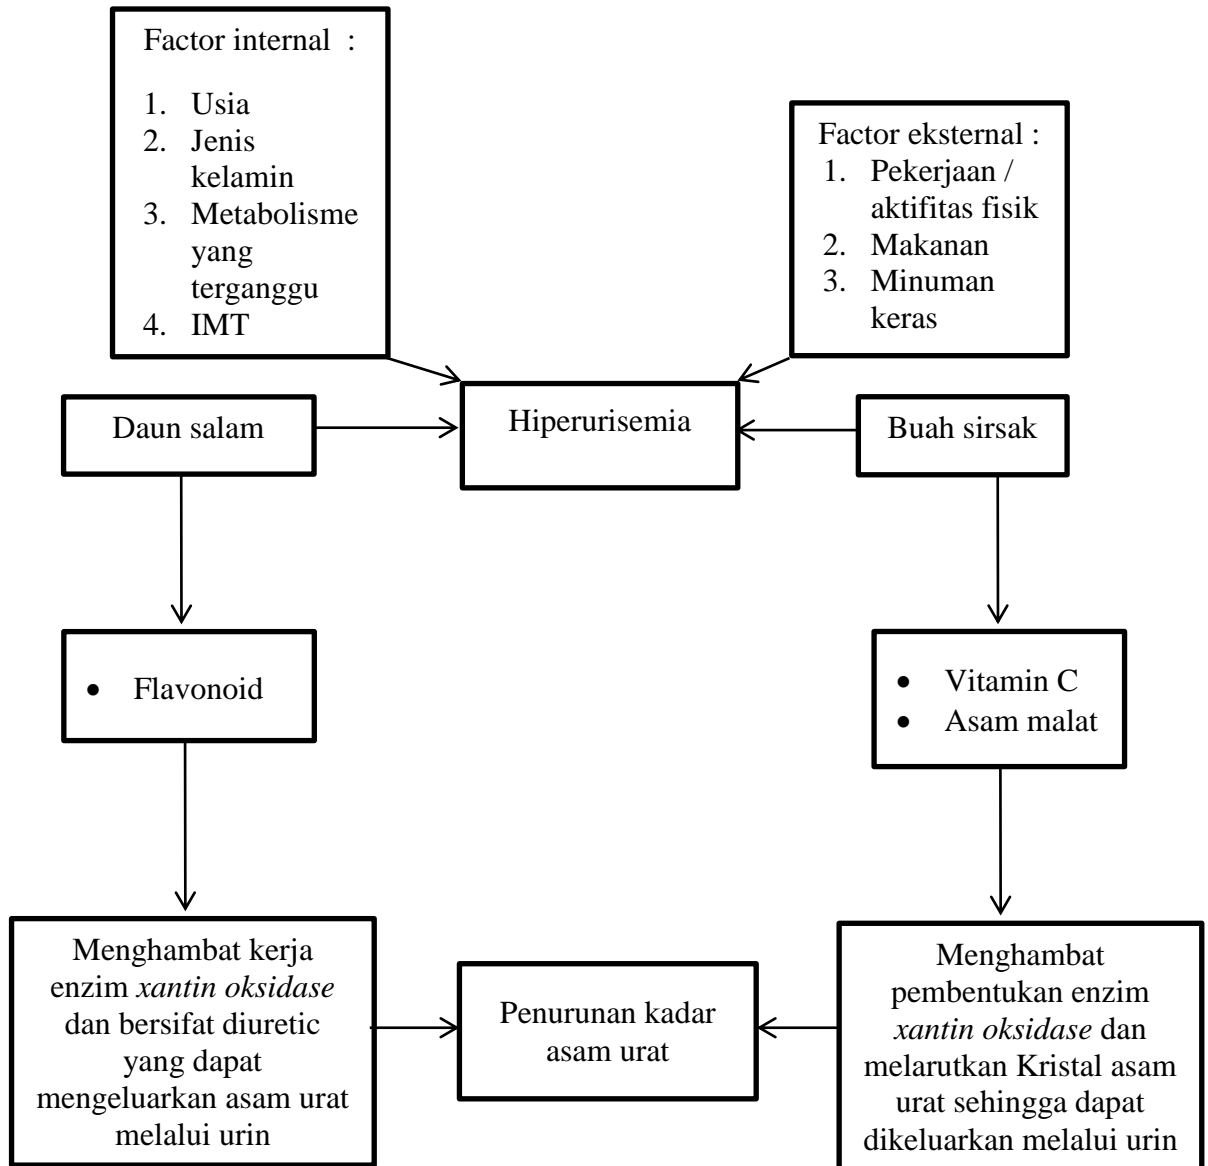 Factor internal :
1. Usia
2. Jenis
kelamin
3. Metabolisme
yang
terganggu
4. IMT
Factor eksternal :
1. Pekerjaan /
aktifitas fisik
2. Makanan
3. Minuman
keras
Daun salam
Hiperurisemia
Buah sirsak
• Flavonoid
• Vitamin C
• Asam malat
Menghambat kerja
enzim xantin oksidase
dan bersifat diuretic
yang dapat
mengeluarkan asam urat
melalui urin
Penurunan kadar
asam urat
Menghambat
pembentukan enzim
xantin oksidase dan
melarutkan Kristal asam
urat sehingga dapat
dikeluarkan melalui urin